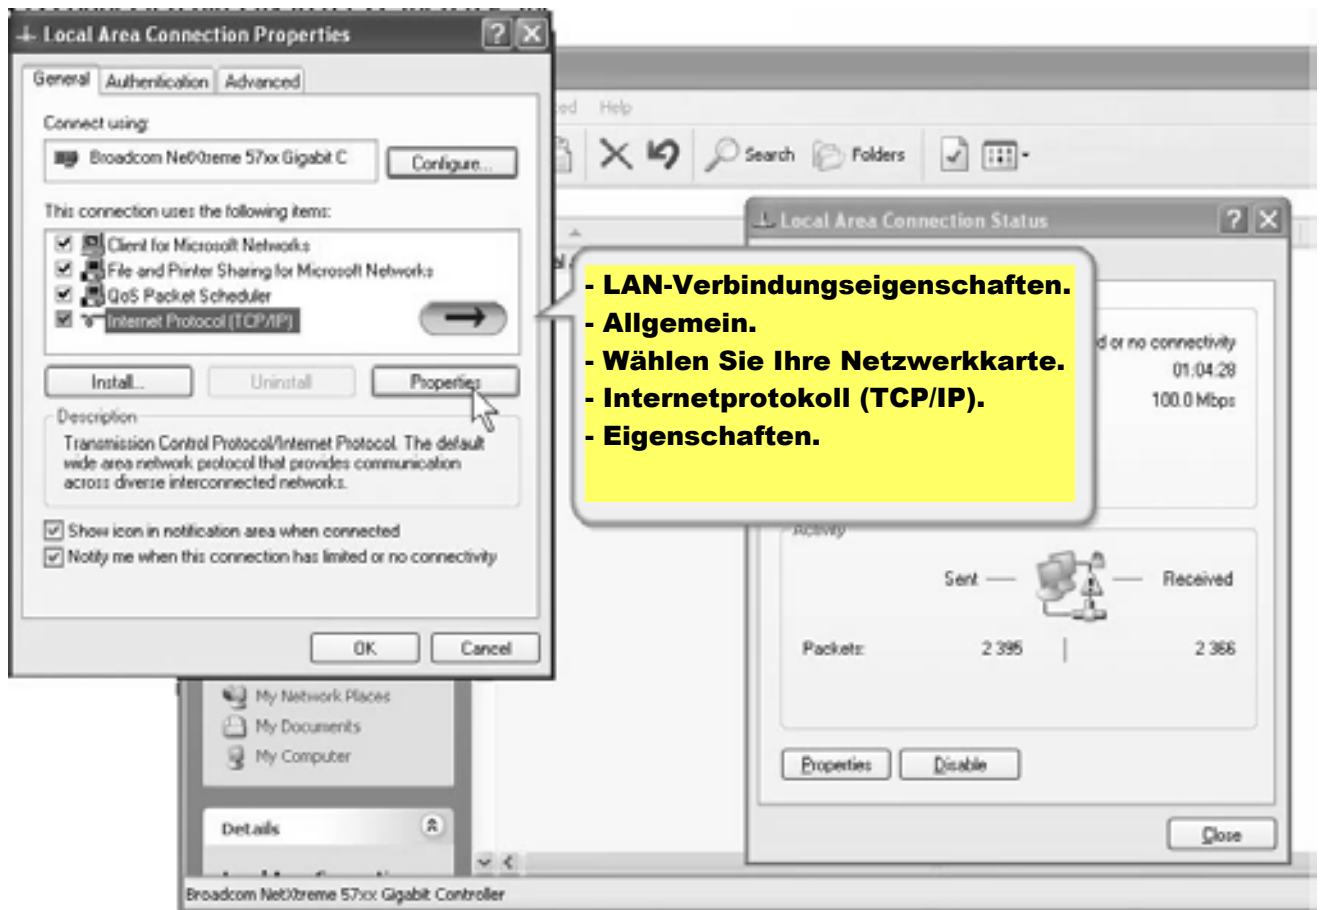 Local Area Connection Properties
General Authentication Advanced
Connect using:
Broadcom NetXtreme 57xx Gigabit C
Configure...
This connection uses the following items:
Client for Microsoft Networks
File and Printer Sharing for Microsoft Networks
QoS Packet Scheduler
Internet Protocol (TCP/IP)
Install... Uninstall Properties
Description
Transmission Control Protocol/Internet Protocol. The default
wide area network protocol that provides communication
across diverse interconnected networks.
Show icon in notification area when connected
Notify me when this connection has limited or no connectivity
OK Cancel
Help
Search Folders
Local Area Connection Status
- LAN-Verbindungseigenschaften.
- Allgemein.
- Wählen Sie Ihre Netzwerkkarte.
- Internetprotokoll (TCP/IP).
- Eigenschaften.
or no connectivity
01:04:28
100.0 Mbps
Activity
Sent — — Received
Packets: 2 395 | 2 366
Properties Disable
Close
My Network Places
My Documents
My Computer
Details
Broadcom NetXtreme 57xx Gigabit Controller